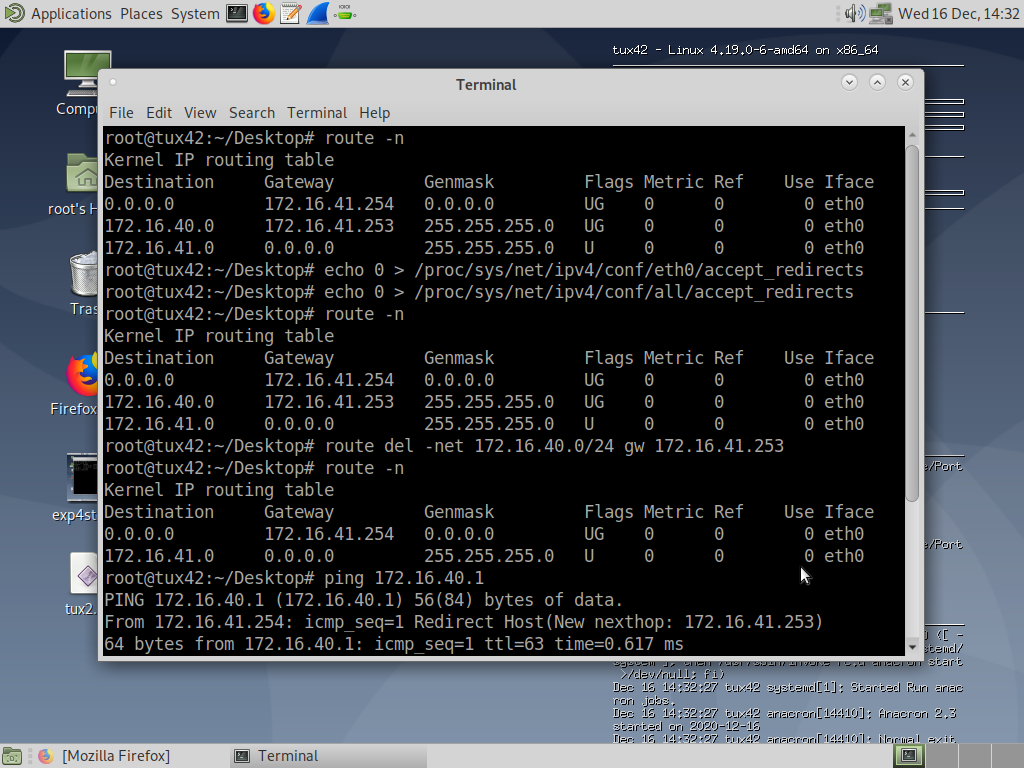 Applications Places System Wed 16 Dec, 14:32
tux42 - Linux 4.19.0-6-amd64 on x86_64
Terminal
File Edit View Search Terminal Help
root@tux42:~/Desktop# route -n
Kernel IP routing table
Destination Gateway Genmask Flags Metric Ref Use Iface
0.0.0.0 172.16.41.254 0.0.0.0 UG 0 0 0 eth0
172.16.40.0 172.16.41.253 255.255.255.0 UG 0 0 0 eth0
172.16.41.0 0.0.0.0 255.255.255.0 U 0 0 0 eth0
root@tux42:~/Desktop# echo 0 > /proc/sys/net/ipv4/conf/eth0/accept_redirects
root@tux42:~/Desktop# echo 0 > /proc/sys/net/ipv4/conf/all/accept_redirects
root@tux42:~/Desktop# route -n
Kernel IP routing table
Destination Gateway Genmask Flags Metric Ref Use Iface
0.0.0.0 172.16.41.254 0.0.0.0 UG 0 0 0 eth0
172.16.40.0 172.16.41.253 255.255.255.0 UG 0 0 0 eth0
172.16.41.0 0.0.0.0 255.255.255.0 U 0 0 0 eth0
root@tux42:~/Desktop# route del -net 172.16.40.0/24 gw 172.16.41.253
root@tux42:~/Desktop# route -n
Kernel IP routing table
Destination Gateway Genmask Flags Metric Ref Use Iface
0.0.0.0 172.16.41.254 0.0.0.0 UG 0 0 0 eth0
172.16.41.0 0.0.0.0 255.255.255.0 U 0 0 0 eth0
root@tux42:~/Desktop# ping 172.16.40.1
PING 172.16.40.1 (172.16.40.1) 56(84) bytes of data.
From 172.16.41.254: icmp_seq=1 Redirect Host(New nexthop: 172.16.41.253)
64 bytes from 172.16.40.1: icmp_seq=1 ttl=63 time=0.617 ms
Compu
root's H
Tras
Firefox
exp4st
tux2.
e/Port
e/Port
) ([ -
stemd/
start
>/dev/null; fi)
Dec 16 14:32:27 tux42 systemd[1]: Started Run anac
ron jobs.
Dec 16 14:32:27 tux42 anacron[14410]: Anacron 2.3
started on 2020-12-16
Dec 16 14:32:27 tux42 anacron[14410]: Normal exit
[Mozilla Firefox] Terminal